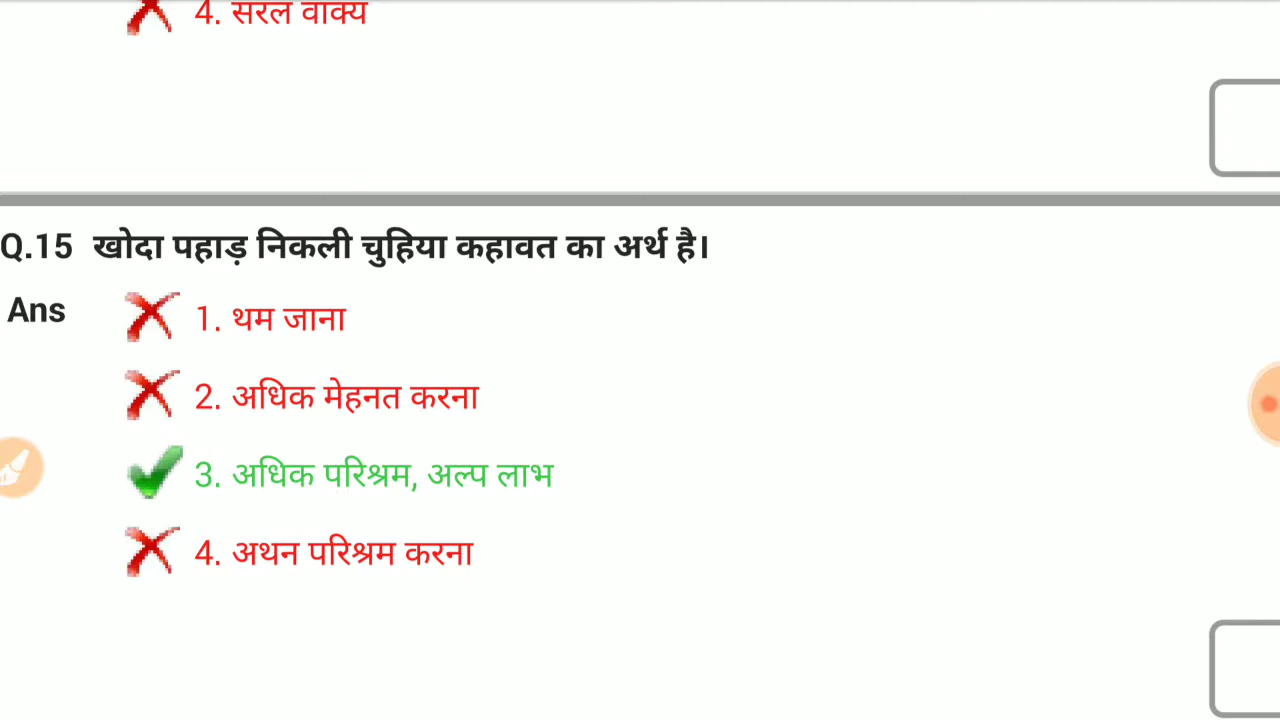 4. सरल वाक्य
Q.15 खोदा पहाड़ निकली चुहिया कहावत का अर्थ है।
Ans
1. थम जाना
2. अधिक मेहनत करना
3. अधिक परिश्रम, अल्प लाभ
4. अथन परिश्रम करना